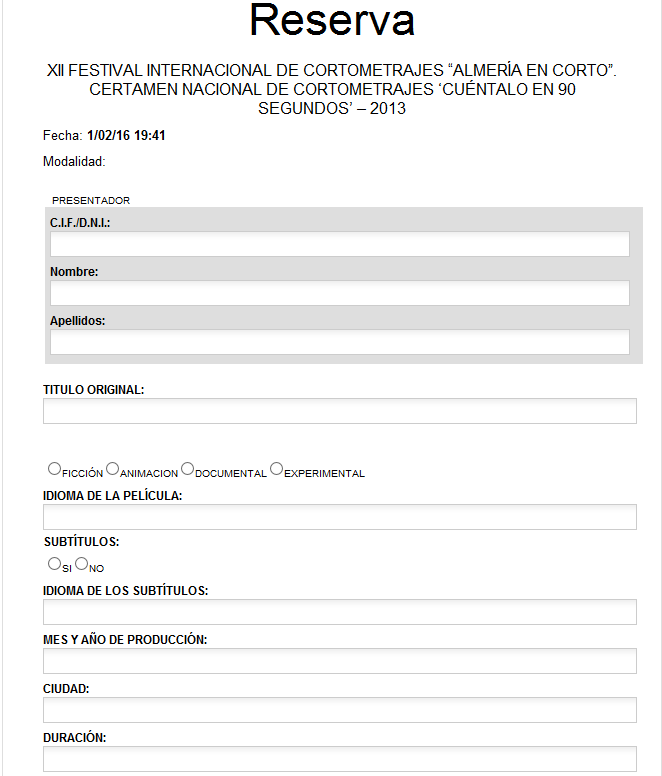 Reserva
XII FESTIVAL INTERNACIONAL DE CORTOMETRAJES “ALMERÍA EN CORTO”.
CERTAMEN NACIONAL DE CORTOMETRAJES ‘CUÉNTALO EN 90
SEGUNDOS’ – 2013
Fecha: 1/02/16 19:41
Modalidad:
PRESENTADOR
C.I.F./D.N.I.:
Nombre:
Apellidos:
TITULO ORIGINAL:
FICCIÓN ANIMACION DOCUMENTAL EXPERIMENTAL
IDIOMA DE LA PELÍCULA:
SUBTÍTULOS:
SI NO
IDIOMA DE LOS SUBTÍTULOS:
MES Y AÑO DE PRODUCCIÓN:
CIUDAD:
DURACIÓN: